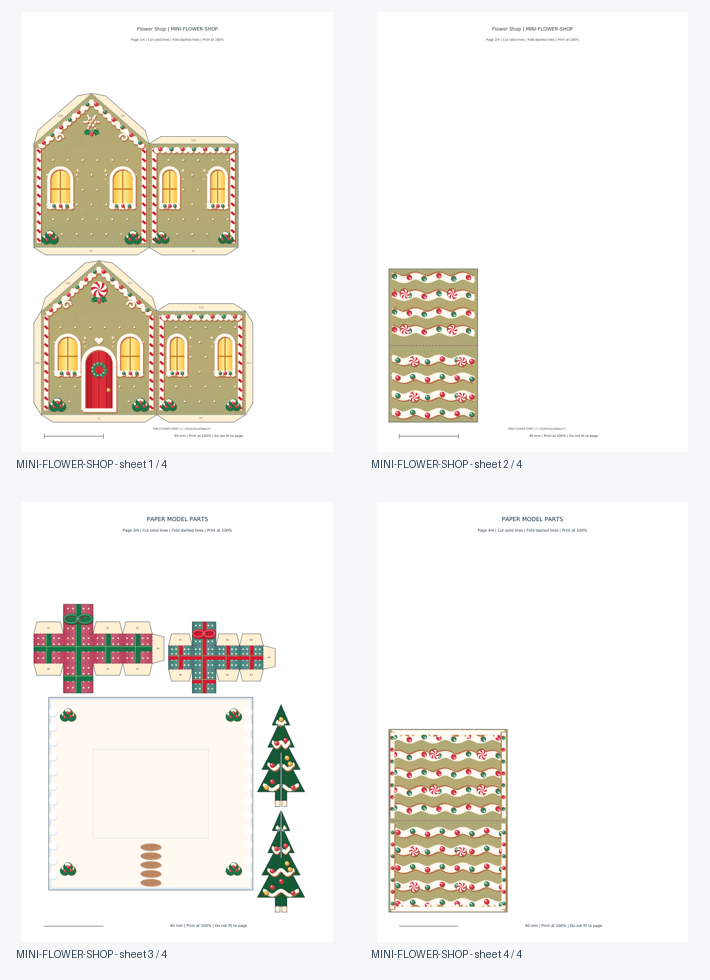 Flower Shop | MINI-FLOWER-SHOP
Page 1/4 | Cut solid lines | Fold dashed lines | Print at 100%
40 mm | Print at 100% | Do not fit to page
MINI-FLOWER-SHOP - sheet 1 / 4
Flower Shop | MINI-FLOWER-SHOP
Page 2/4 | Cut solid lines | Fold dashed lines | Print at 100%
40 mm | Print at 100% | Do not fit to page
MINI-FLOWER-SHOP - sheet 2 / 4
PAPER MODEL PARTS
Page 3/4 | Cut solid lines | Fold dashed lines | Print at 100%
40 mm | Print at 100% | Do not fit to page
MINI-FLOWER-SHOP - sheet 3 / 4
PAPER MODEL PARTS
Page 4/4 | Cut solid lines | Fold dashed lines | Print at 100%
40 mm | Print at 100% | Do not fit to page
MINI-FLOWER-SHOP - sheet 4 / 4